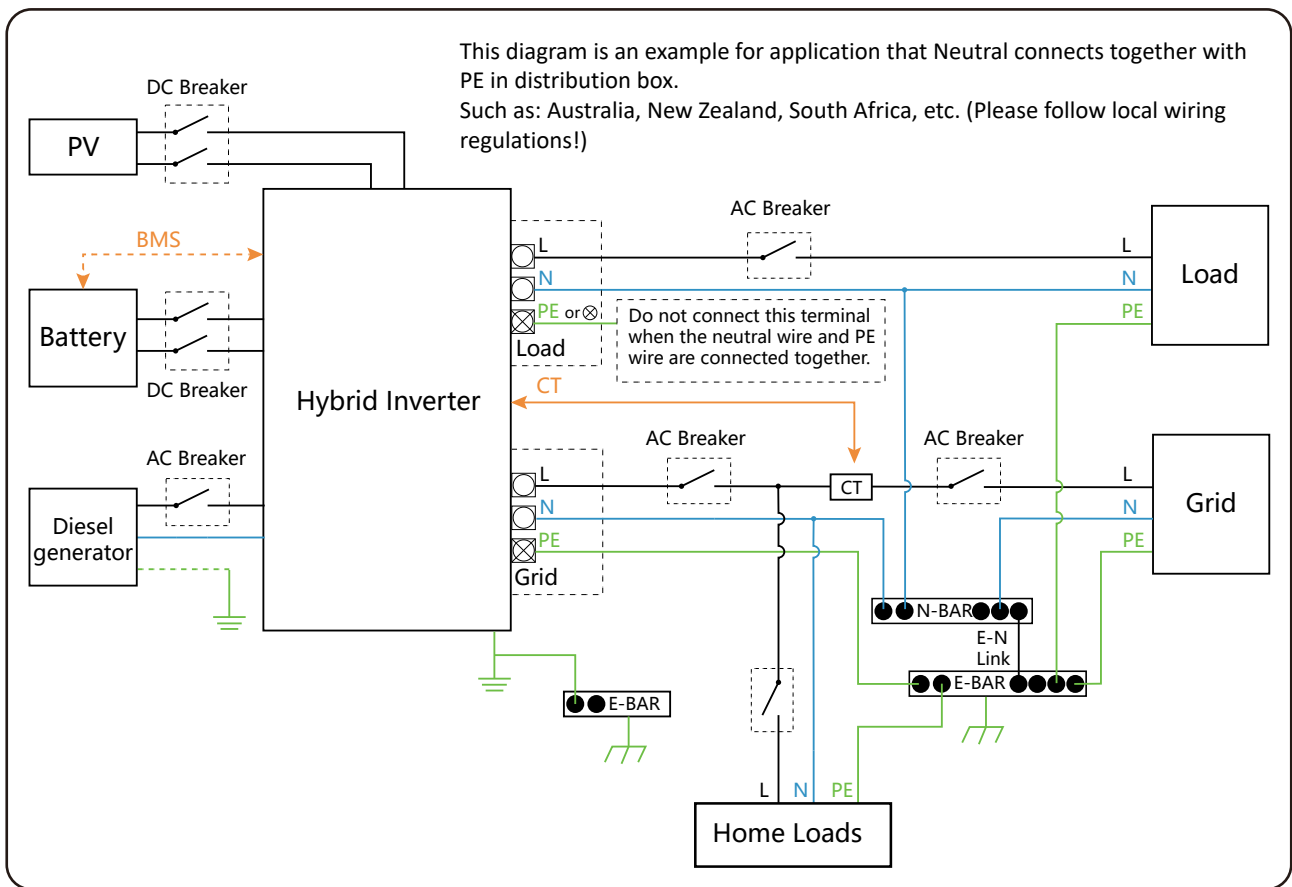 This diagram is an example for application that Neutral connects together with
PE in distribution box.
Such as: Australia, New Zealand, South Africa, etc. (Please follow local wiring
regulations!)
DC Breaker
PV
BMS
Battery
DC Breaker
AC Breaker
Diesel
generator
Hybrid Inverter
L
N
PE or
Load
Do not connect this terminal
when the neutral wire and PE
wire are connected together.
AC Breaker
L
N
PE
Load
CT
AC Breaker
CT
AC Breaker
L
N
PE
Grid
L
N
PE
Grid
N-BAR
E-N
Link
E-BAR
E-BAR
L
N
PE
Home Loads